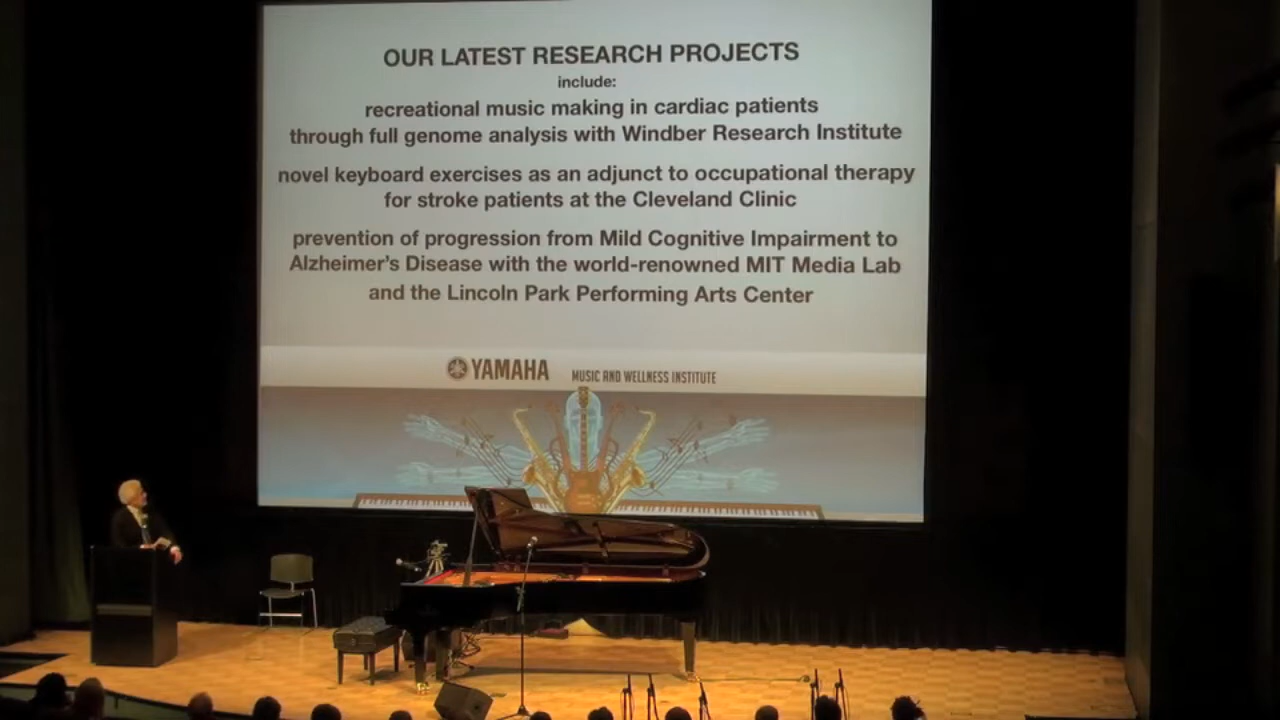 OUR LATEST RESEARCH PROJECTS
include:
recreational music making in cardiac patients
through full genome analysis with Windber Research Institute
novel keyboard exercises as an adjunct to occupational therapy
for stroke patients at the Cleveland Clinic
prevention of progression from Mild Cognitive Impairment to
Alzheimer's Disease with the world-renowned MIT Media Lab
and the Lincoln Park Performing Arts Center
YAMAHA MUSIC AND WELLNESS INSTITUTE